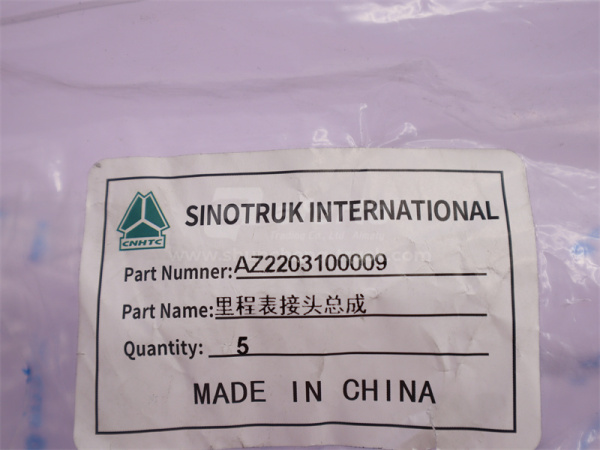 SINOTRUK INTERNATIONAL
CNHTC
Part Numner: AZ2203100009
Part Name: 里程表接头总成
Quantity: 5
MADE IN CHINA